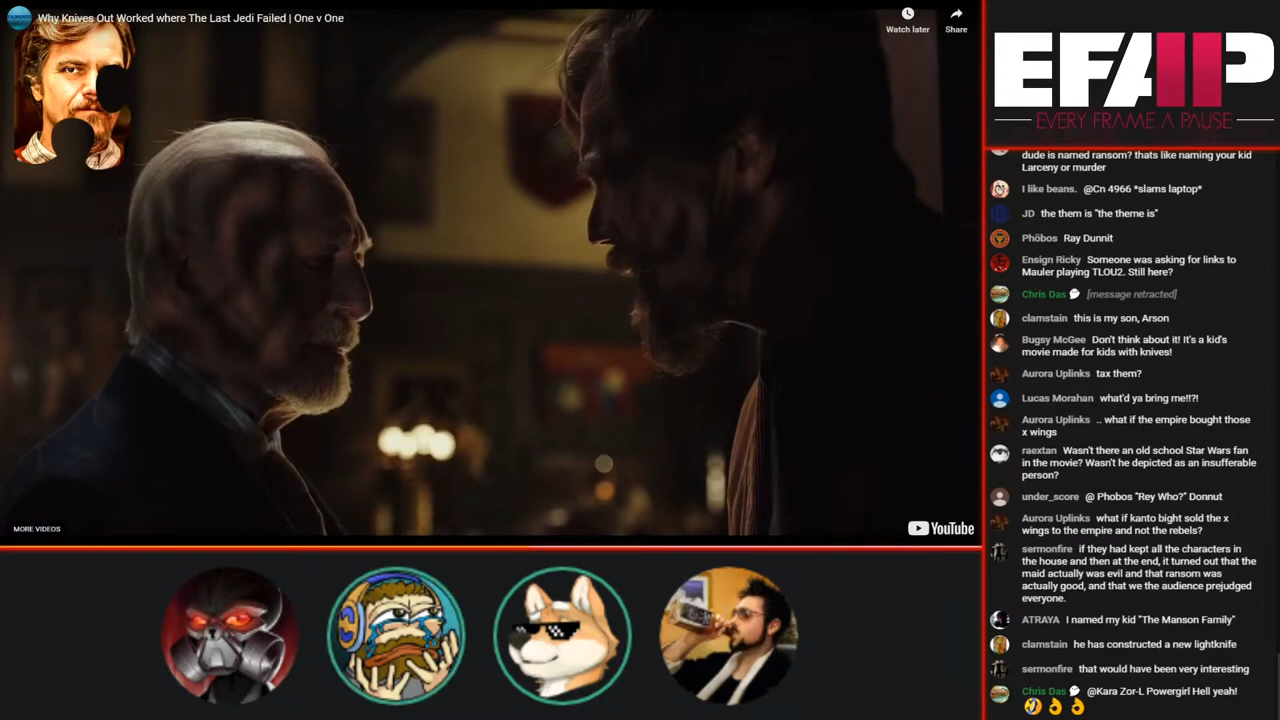 Why Knives Out Worked where The Last Jedi Failed | One v One
Watch later
Share
MORE VIDEOS
YouTube
EFAP
EVERY FRAME A PAUSE
dude is named ransom? thats like naming your kid
Larceny or murder
I like beans. @Cn 4966 *slams laptop*
JD the them is "the theme is"
Phöbos Ray Dunnit
Ensign Ricky Someone was asking for links to
Mauler playing TLOU2. Still here?
Chris Das [message retracted]
clamstain this is my son, Arson
Bugsy McGee Don't think about it! It's a kid's
movie made for kids with knives!
Aurora Uplinks tax them?
Lucas Morahan what'd ya bring me!!?!
Aurora Uplinks .. what if the empire bought those
x wings
raextan Wasn't there an old school Star Wars fan
in the movie? Wasn't he depicted as an insufferable
person?
under_score @ Phobos "Rey Who?" Donnut
Aurora Uplinks what if kanto bight sold the x
wings to the empire and not the rebels?
sermonfire if they had kept all the characters in
the house and then at the end, it turned out that the
maid actually was evil and that ransom was
actually good, and that we the audience prejudged
everyone.
ATRAYA I named my kid "The Manson Family"
clamstain he has constructed a new lightknife
sermonfire that would have been very interesting
Chris Das @Kara Zor-L Powergirl Hell yeah!